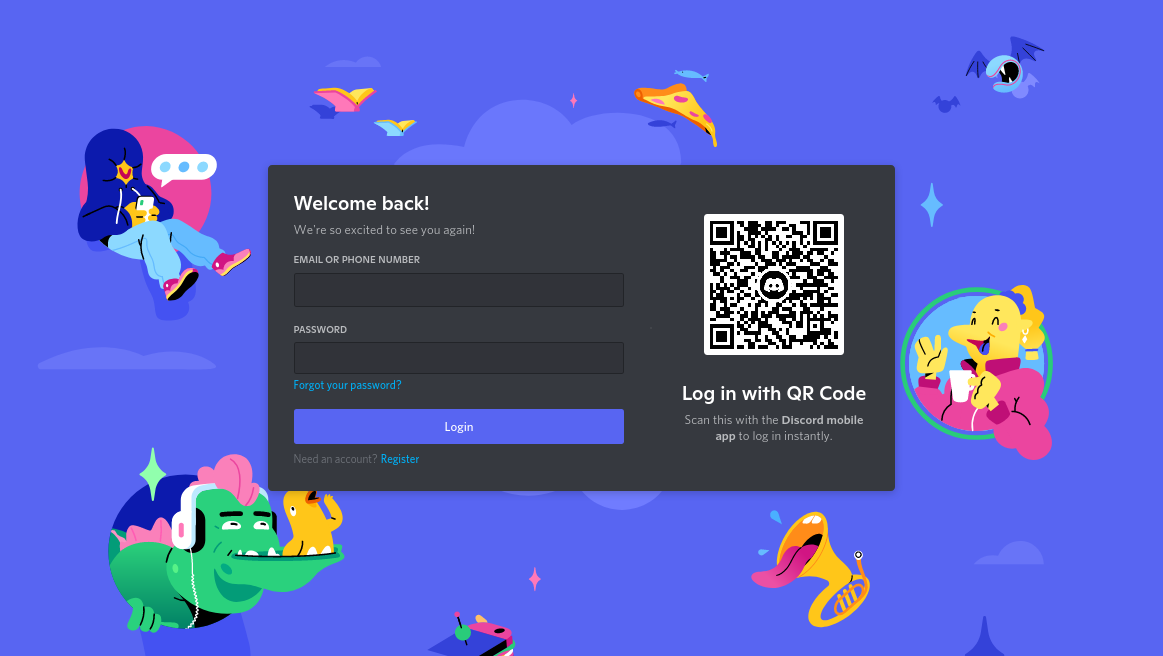 Welcome back!
We're so excited to see you again!
EMAIL OR PHONE NUMBER
PASSWORD
Forgot your password?
Login
Need an account? Register
Log in with QR Code
Scan this with the Discord mobile
app to log in instantly.